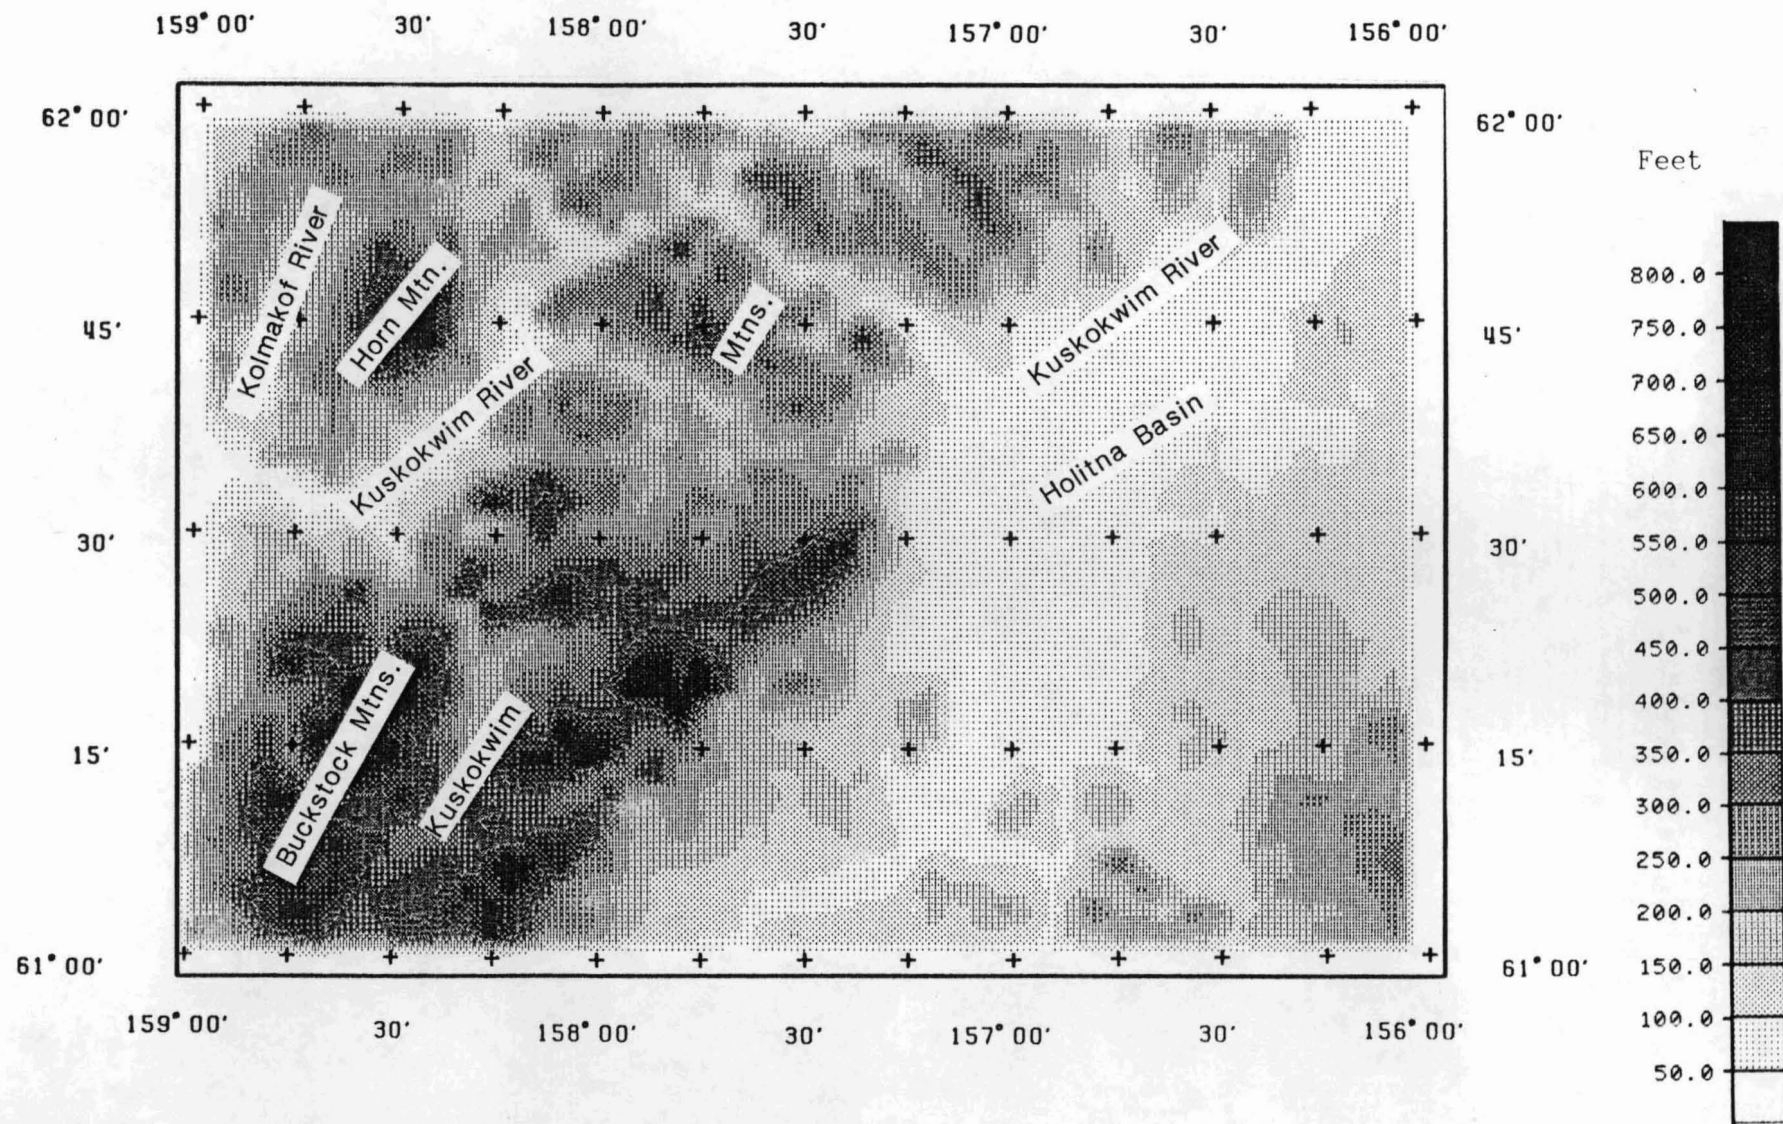 159° 00' 30' 158° 00' 30' 157° 00' 30' 156° 00'
62° 00'
62° 00'
Feet
Kolmakof River
Horn Mtn.
Kuskokwim River
Mtns.
Kuskokwim River
Holitna Basin
45'
45'
30'
30'
Buckstock Mtns.
Kuskokwim
15'
15'
61° 00'
61° 00'
159° 00' 30' 158° 00' 30' 157° 00' 30' 156° 00'
800.0
750.0
700.0
650.0
600.0
550.0
500.0
450.0
400.0
350.0
300.0
250.0
200.0
150.0
100.0
50.0